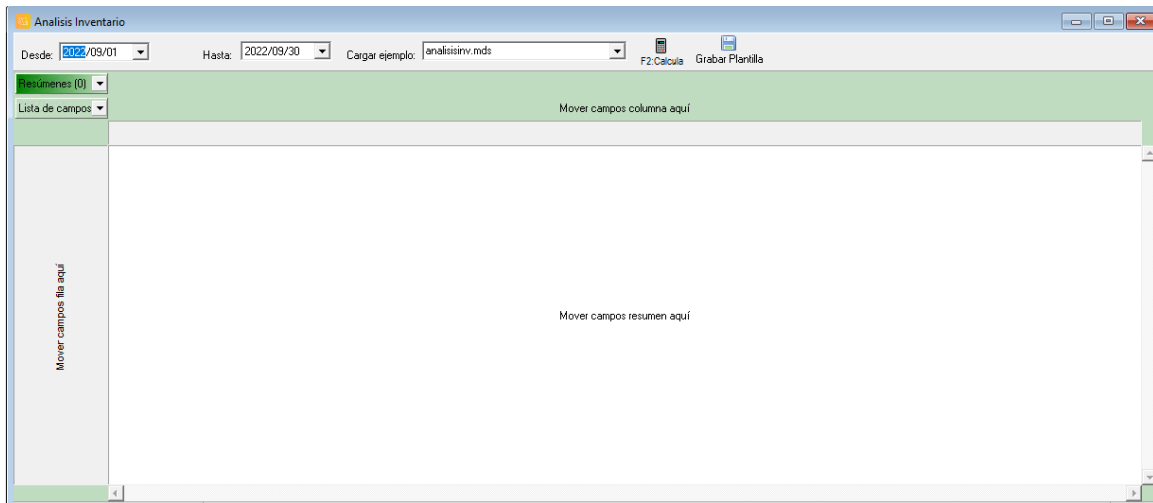 Analisis Inventario
Desde: 2022/09/01 Hasta: 2022/09/30 Cargar ejemplo: analisisinv.mds F2:Calcula Grabar Plantilla
Resúmenes (0)
Lista de campos Mover campos columna aquí
Mover campos fila aquí
Mover campos resumen aquí